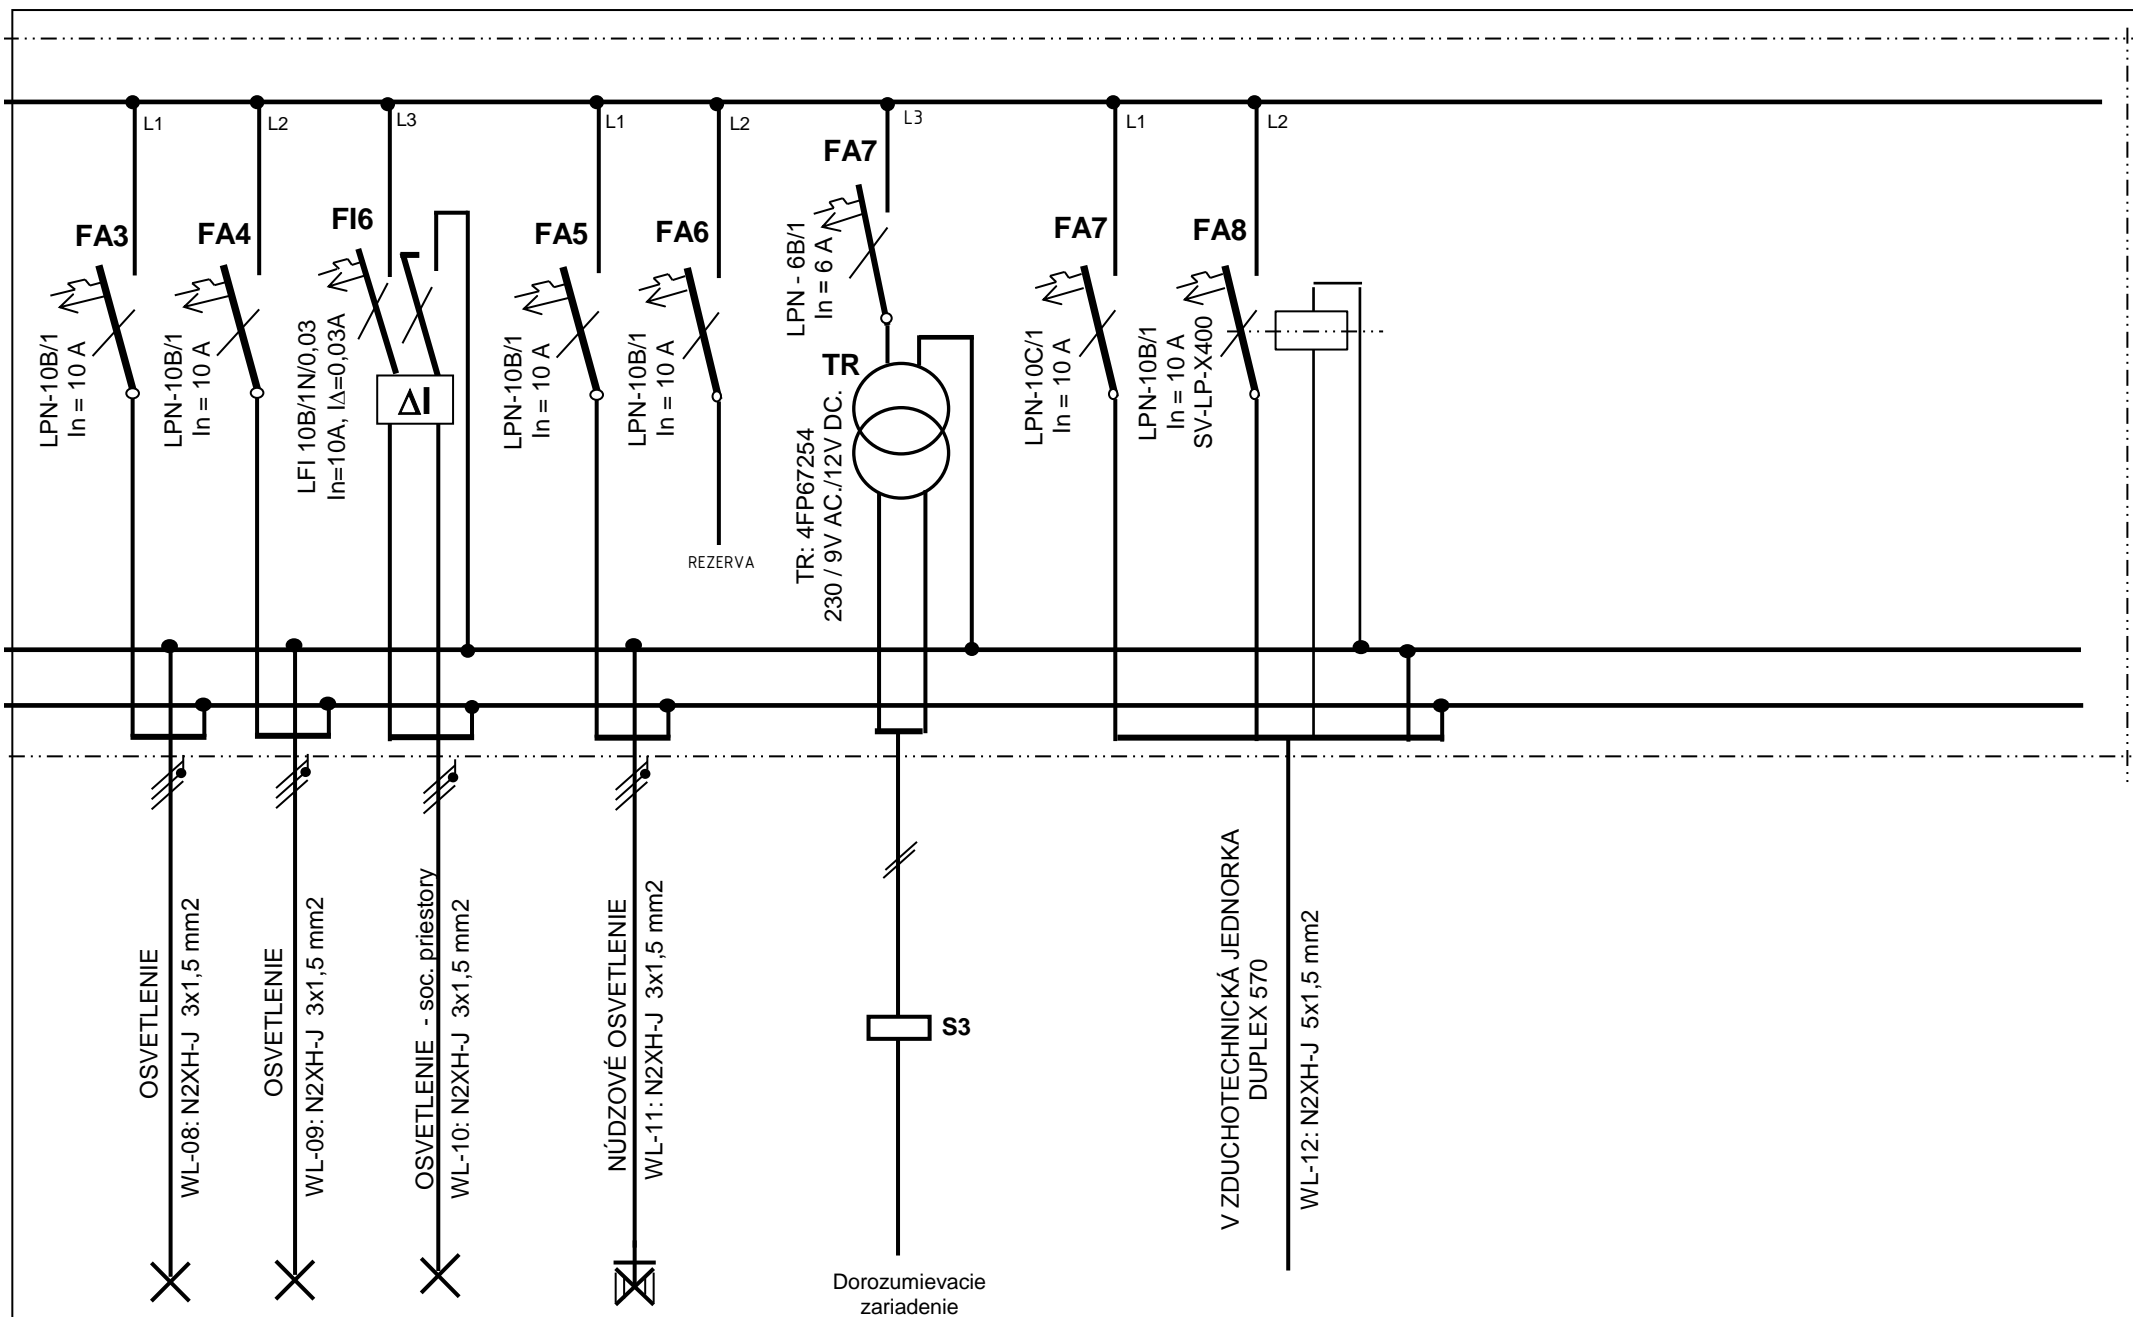 L1
L2
L3
L1
L2
L3
L1
L2
FA3
LPN-10B/1
In = 10 A
FA4
LPN-10B/1
In = 10 A
FI6
LFI 10B/1N/0,03
In=10A, I∆=0,03A
∆I
FA5
LPN-10B/1
In = 10 A
FA6
LPN-10B/1
In = 10 A
REZERVA
FA7
LPN - 6B/1
In = 6 A
TR
TR: 4FP67254
230 / 9V AC./12V DC.
FA7
LPN-10C/1
In = 10 A
FA8
LPN-10B/1
In = 10 A
SV-LP-X400
OSVETLENIE
WL-08: N2XH-J 3x1,5 mm2
OSVETLENIE
WL-09: N2XH-J 3x1,5 mm2
OSVETLENIE - soc. priestory
WL-10: N2XH-J 3x1,5 mm2
NÚDZOVÉ OSVETLENIE
WL-11: N2XH-J 3x1,5 mm2
S3
Dorozumievacie
zariadenie
V ZDUCHOTECHNICKÁ JEDNORKA
DUPLEX 570
WL-12: N2XH-J 5x1,5 mm2